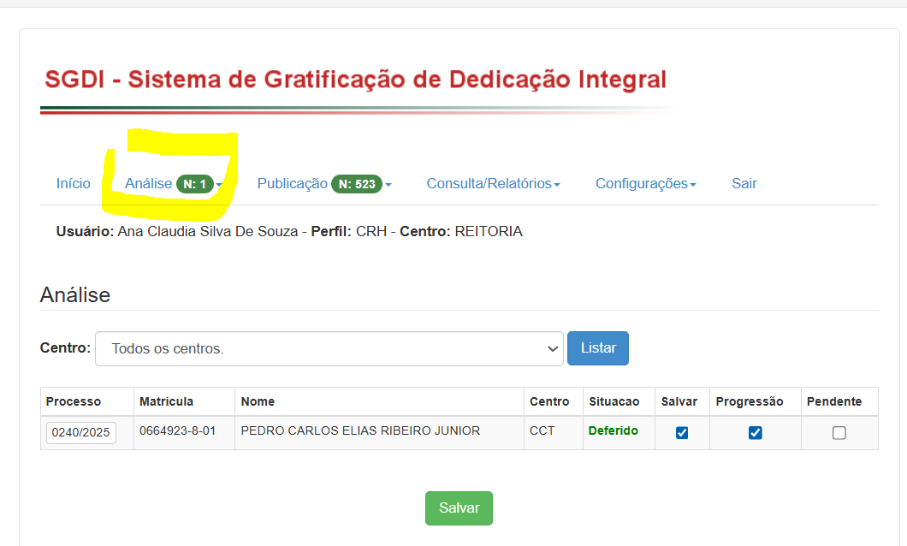 SGDI - Sistema de Gratificação de Dedicação Integral
Início Análise N: 1 Publicação N: 523 Consulta/Relatórios Configurações Sair
Usuário: Ana Claudia Silva De Souza - Perfil: CRH - Centro: REITORIA
Análise
Centro: Todos os centros. Listar
Processo Matricula Nome Centro Situacao Salvar Progressão Pendente
0240/2025 0664923-8-01 PEDRO CARLOS ELIAS RIBEIRO JUNIOR CCT Deferido
Salvar